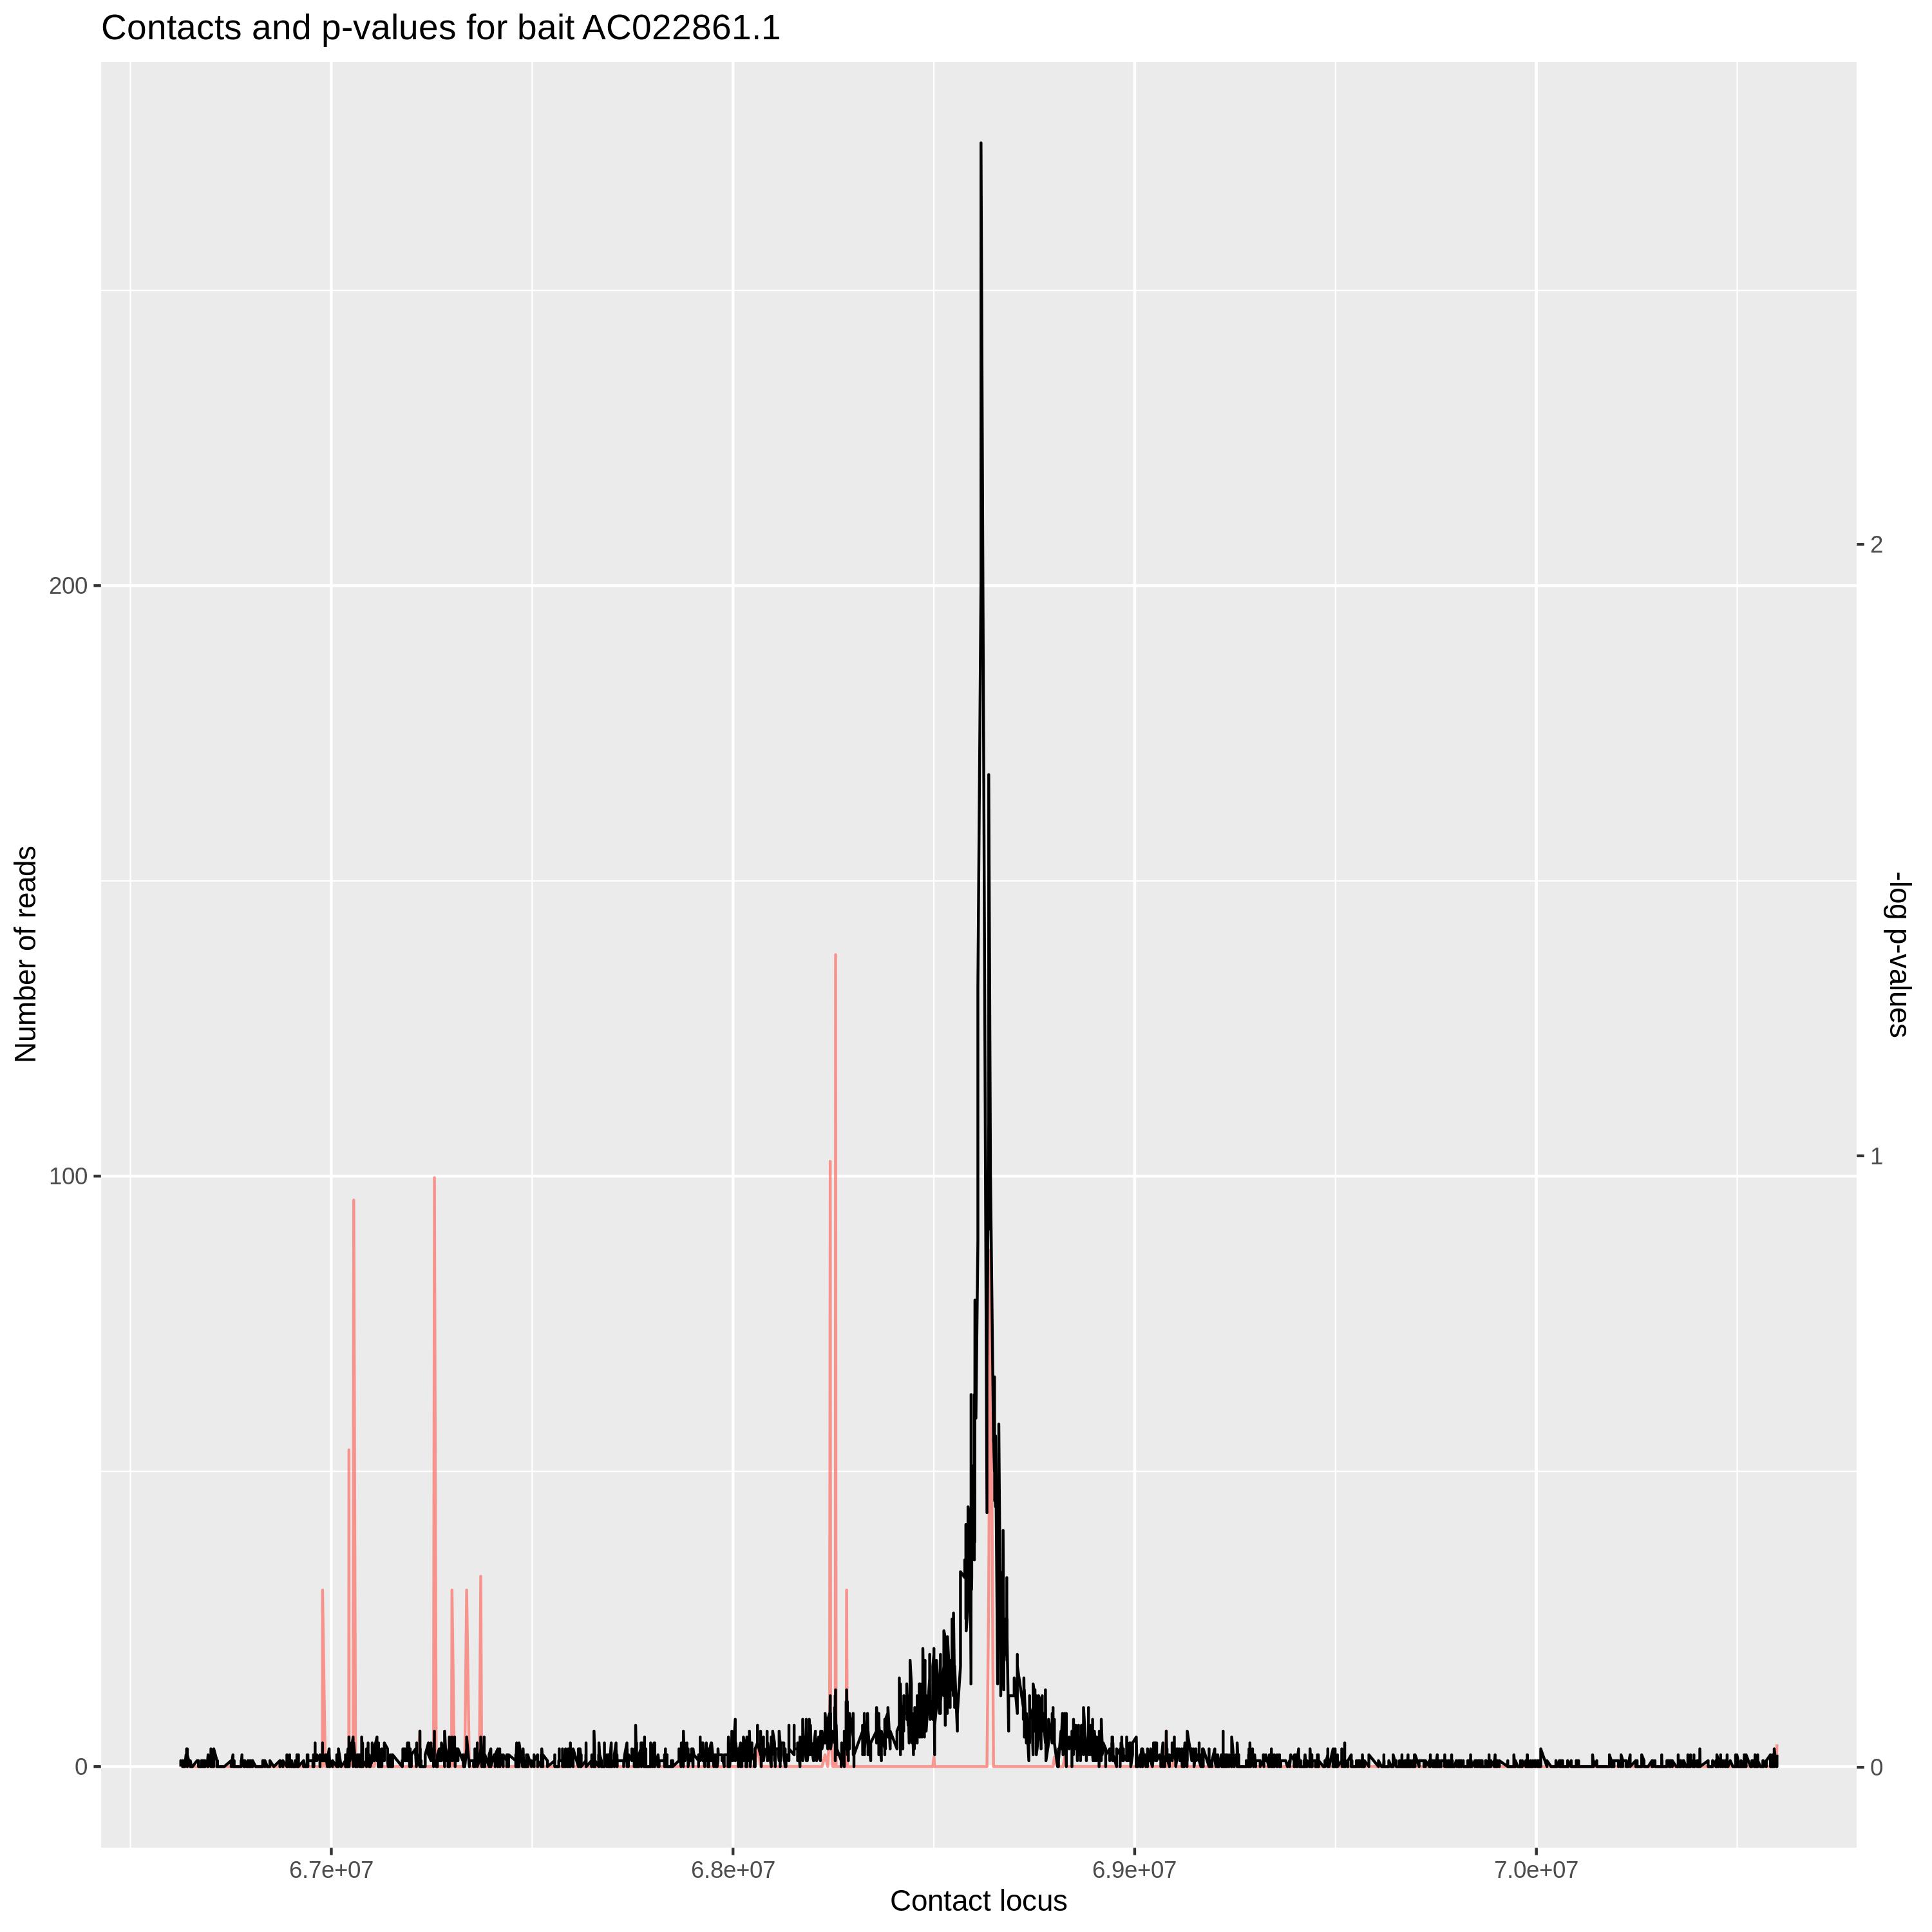 Contacts and p-values for bait AC022861.1
Number of reads
200
100
0
2
1
0
-log p-values
6.7e+07
6.8e+07
6.9e+07
7.0e+07
Contact locus